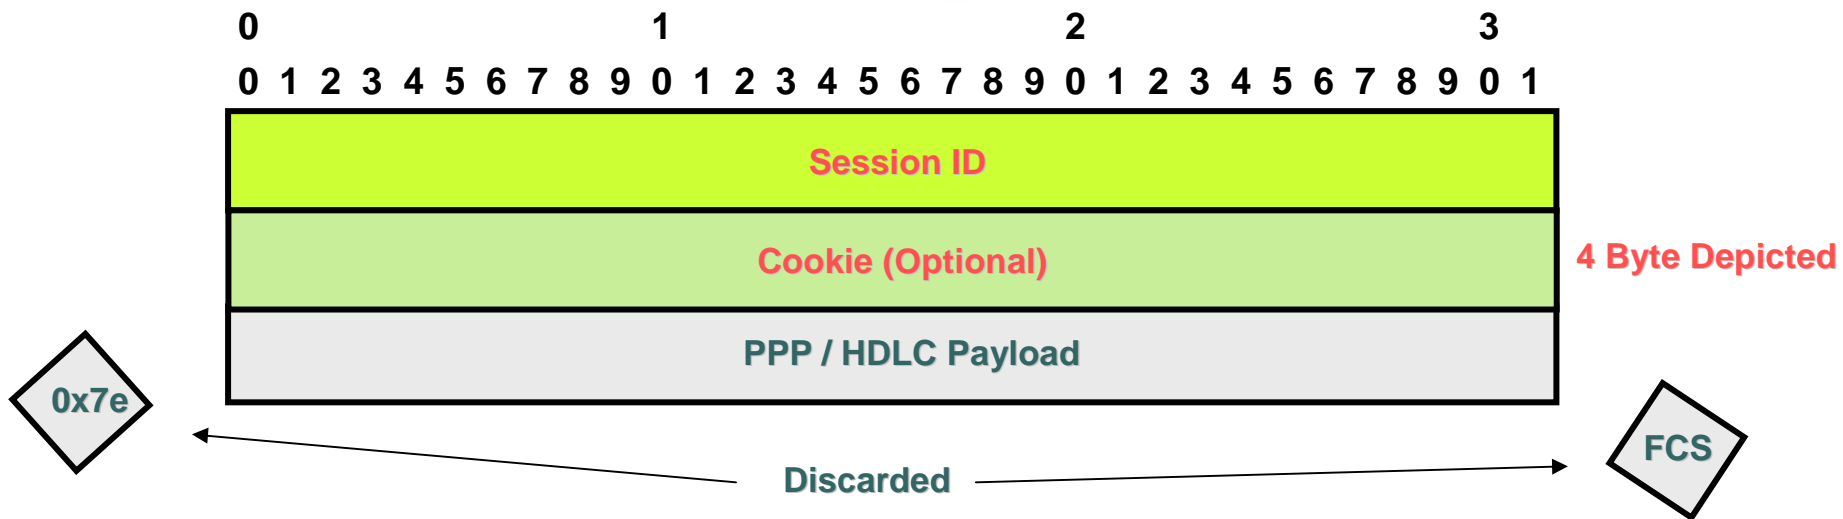 0 1 2 3
0 1 2 3 4 5 6 7 8 9 0 1 2 3 4 5 6 7 8 9 0 1 2 3 4 5 6 7 8 9 0 1
Session ID
Cookie (Optional)
4 Byte Depicted
PPP / HDLC Payload
0x7e
FCS
Discarded